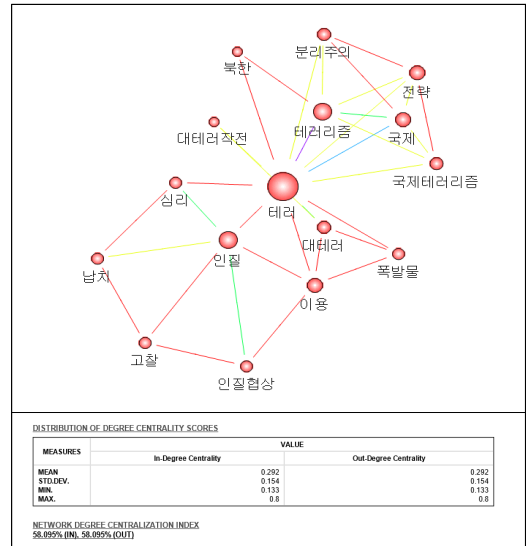 분리주의
북한
전략
테러리즘
국제
대테러작전
국제테러리즘
심리
테러
대테러
인질
폭발물
납치
이용
고찰
인질협상
DISTRIBUTION OF DEGREE CENTRALITY SCORES
MEASURES VALUE
In-Degree Centrality Out-Degree Centrality
MEAN 0.292 0.292
STD.DEV. 0.154 0.154
MIN. 0.133 0.133
MAX. 0.8 0.8
NETWORK DEGREE CENTRALIZATION INDEX
58.095% (IN), 58.095% (OUT)